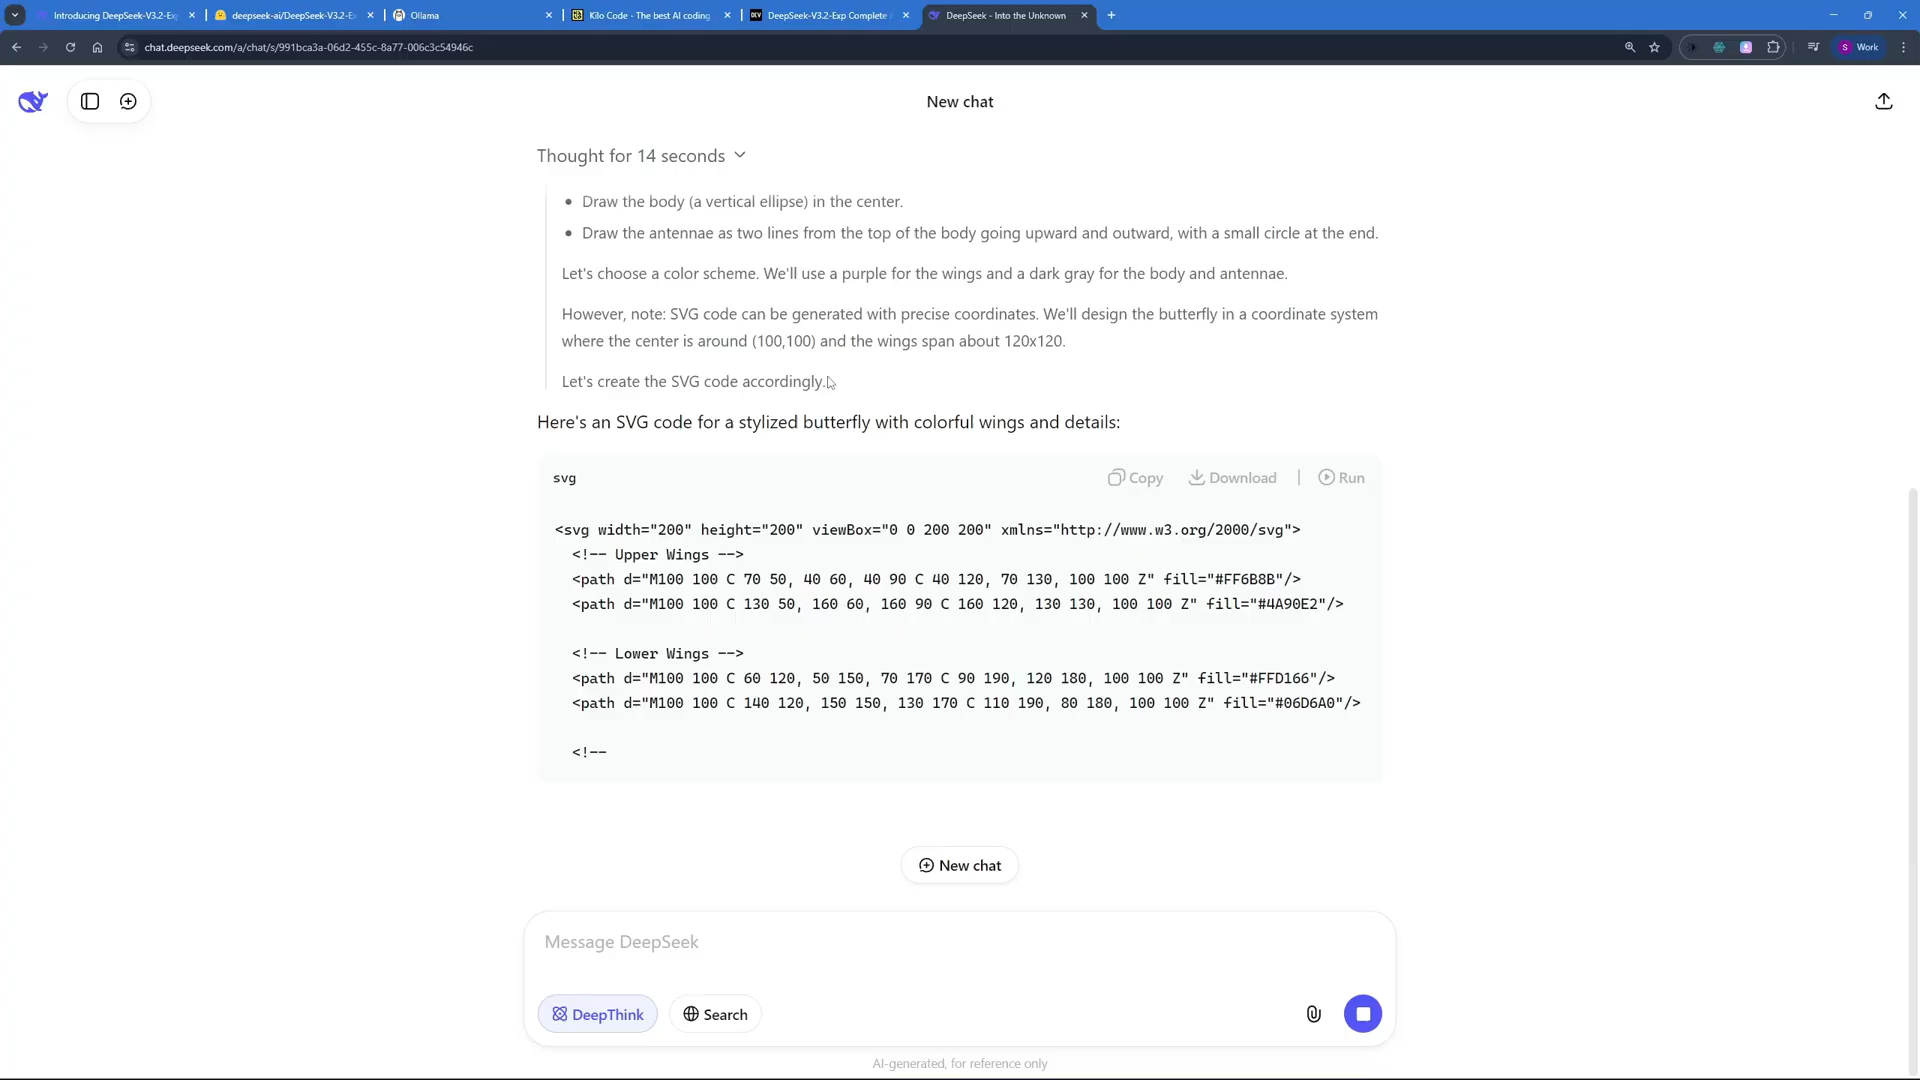 Introducing DeepSeek-V3.2-Ex
deepseek-ai/DeepSeek-V3.2-E
Ollama
Kilo Code - The best AI coding
DeepSeek-V3.2-Exp Complete
DeepSeek - Into the Unknown
chat.deepseek.com/a/chat/s/991bca3a-06d2-455c-8a77-006c3c54946c
S Work
New chat
Thought for 14 seconds
• Draw the body (a vertical ellipse) in the center.
• Draw the antennae as two lines from the top of the body going upward and outward, with a small circle at the end.
Let's choose a color scheme. We'll use a purple for the wings and a dark gray for the body and antennae.
However, note: SVG code can be generated with precise coordinates. We'll design the butterfly in a coordinate system
where the center is around (100,100) and the wings span about 120x120.
Let's create the SVG code accordingly.
Here's an SVG code for a stylized butterfly with colorful wings and details:
svg
Copy
Download
Run
<svg width="200" height="200" viewBox="0 0 200 200" xmlns="http://www.w3.org/2000/svg">
<!-- Upper Wings -->
<path d="M100 100 C 70 50, 40 60, 40 90 C 40 120, 70 130, 100 100 Z" fill="#FF6B8B"/>
<path d="M100 100 C 130 50, 160 60, 160 90 C 160 120, 130 130, 100 100 Z" fill="#4A90E2"/>
<!-- Lower Wings -->
<path d="M100 100 C 60 120, 50 150, 70 170 C 90 190, 120 180, 100 100 Z" fill="#FFD166"/>
<path d="M100 100 C 140 120, 150 150, 130 170 C 110 190, 80 180, 100 100 Z" fill="#06D6A0"/>
<!--
New chat
Message DeepSeek
DeepThink
Search
AI-generated, for reference only